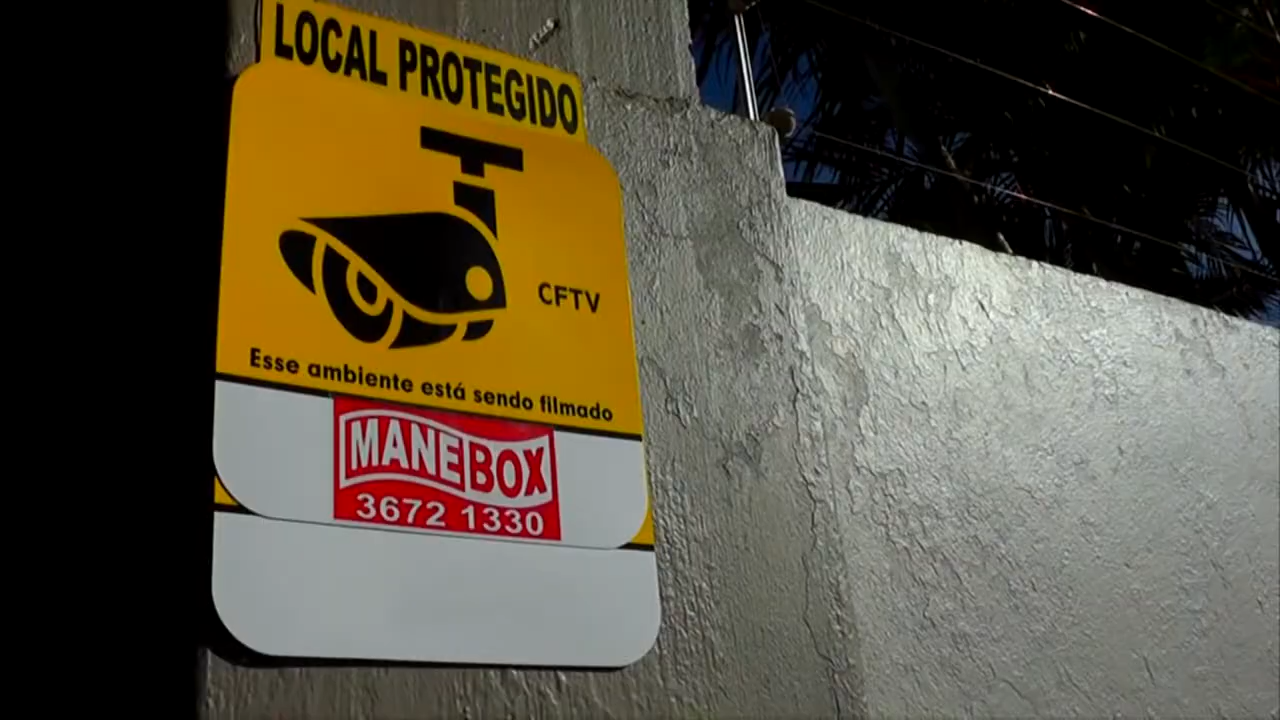 LOCAL PROTEGIDO
CFTV
Esse ambiente está sendo filmado
MANEBOX
3672 1330